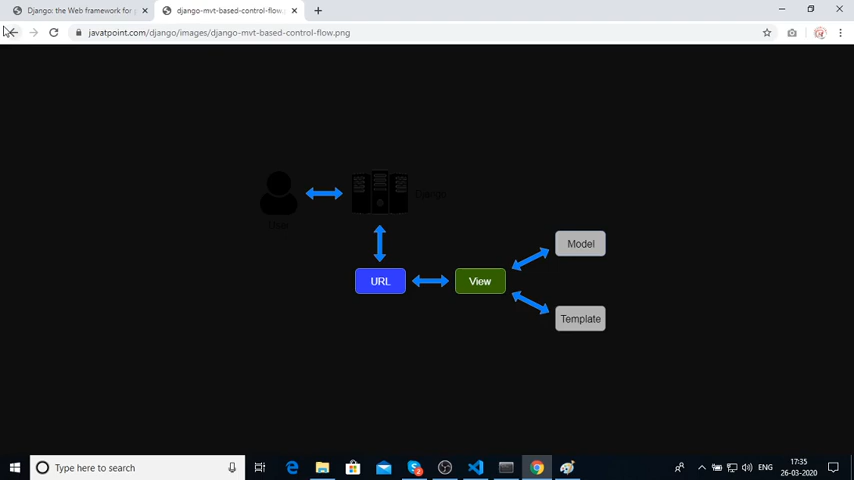 Django: the Web framework for p
django-mvt-based-control-flow.
javatpoint.com/django/images/django-mvt-based-control-flow.png
Django
User
Model
URL
View
Template
Type here to search
ENG
17:35
26-03-2020